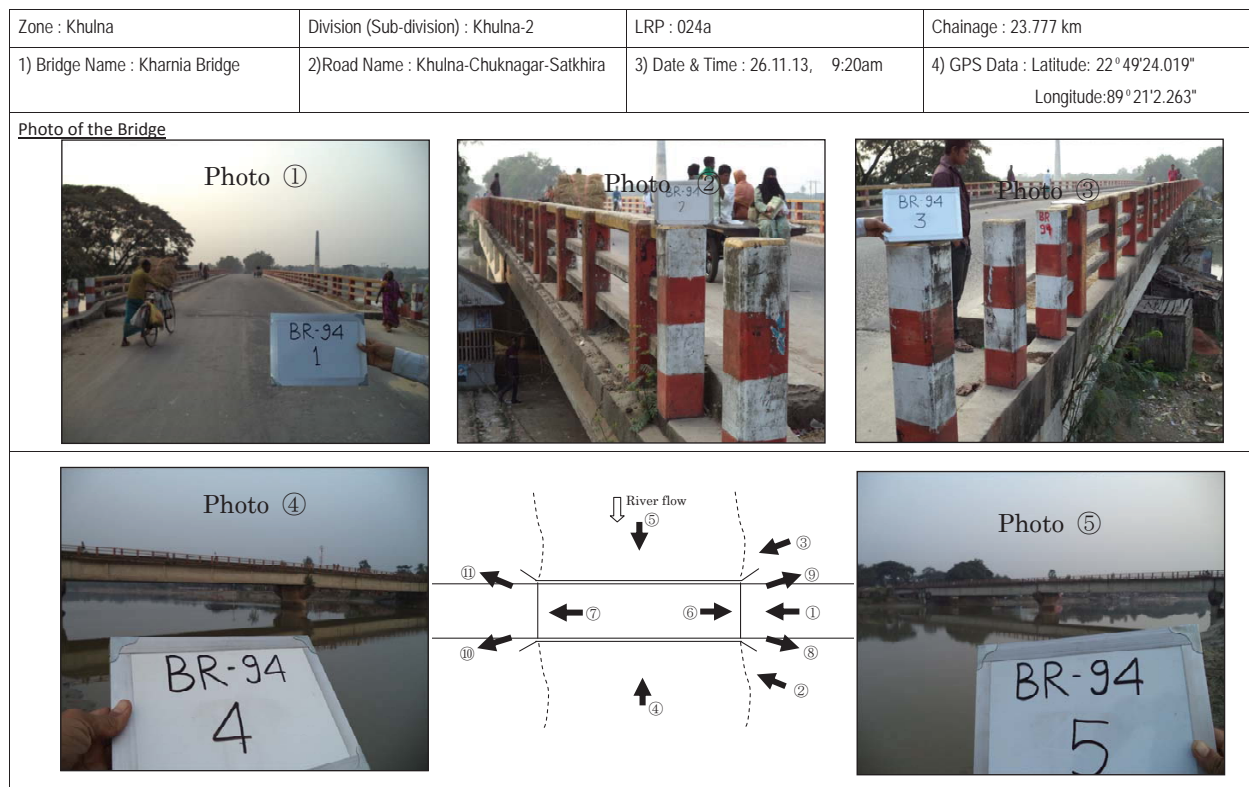 Zone : Khulna
Division (Sub-division) : Khulna-2
LRP : 024a
Chainage : 23.777 km
1) Bridge Name : Kharnia Bridge
2)Road Name : Khulna-Chuknagar-Satkhira
3) Date & Time : 26.11.13, 9:20am
4) GPS Data : Latitude: 22°49'24.019"
Longitude:89°21'2.263"
Photo of the Bridge
Photo ①
BR-94
1
Photo ②
BR-94
2
Photo ③
BR-94
3
BR
94
Photo ④
BR-94
4
River flow
⑤
③
⑪
⑨
⑦
⑥
①
⑩
⑧
④
②
Photo ⑤
BR-94
5